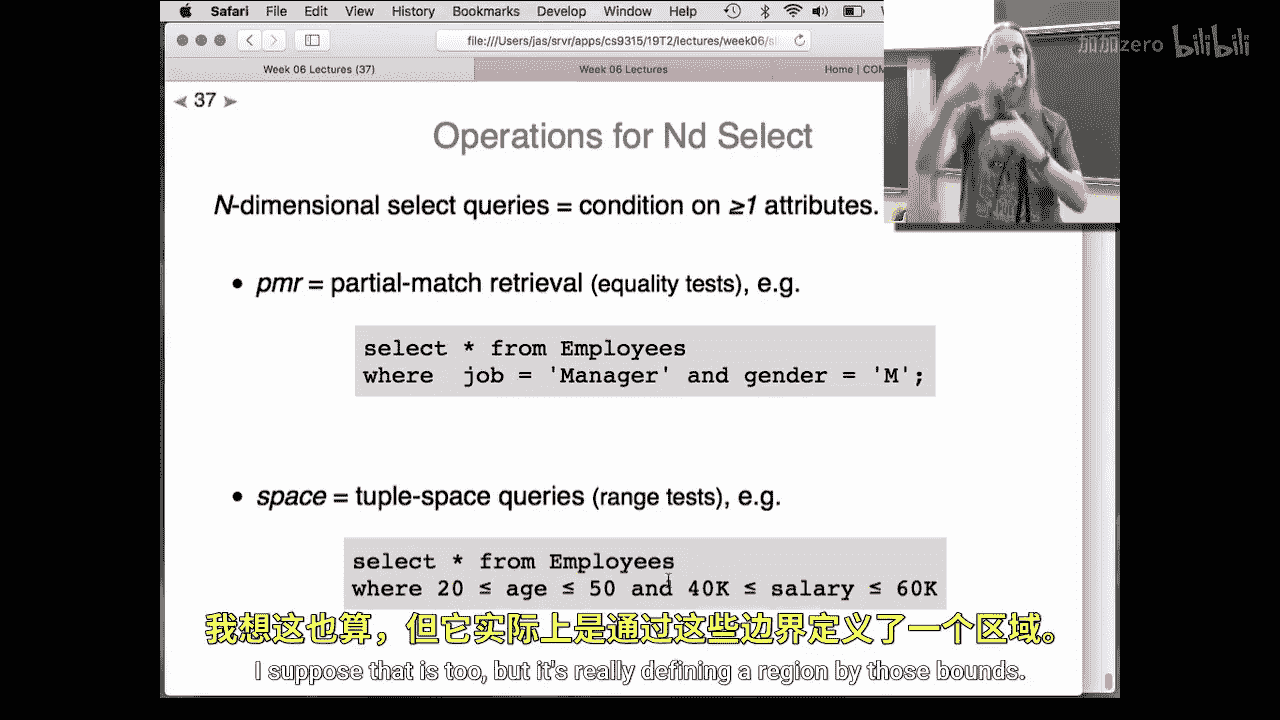 Safari File Edit View History Bookmarks Develop Window Help
file:///Users/jas/srvr/apps/cs9315/19T2/lectures/week06/sl
Week 06 Lectures (37) Week 06 Lectures Home | COM
加加zero bilibili
37
Operations for Nd Select
N-dimensional select queries = condition on ≥1 attributes.
• pmr = partial-match retrieval (equality tests), e.g.
select * from Employees
where job = 'Manager' and gender = 'M';
• space = tuple-space queries (range tests), e.g.
select * from Employees
where 20 ≤ age ≤ 50 and 40K ≤ salary ≤ 60K
我想这也算，但它实际上是通过这些边界定义了一个区域。
I suppose that is too, but it's really defining a region by those bounds.